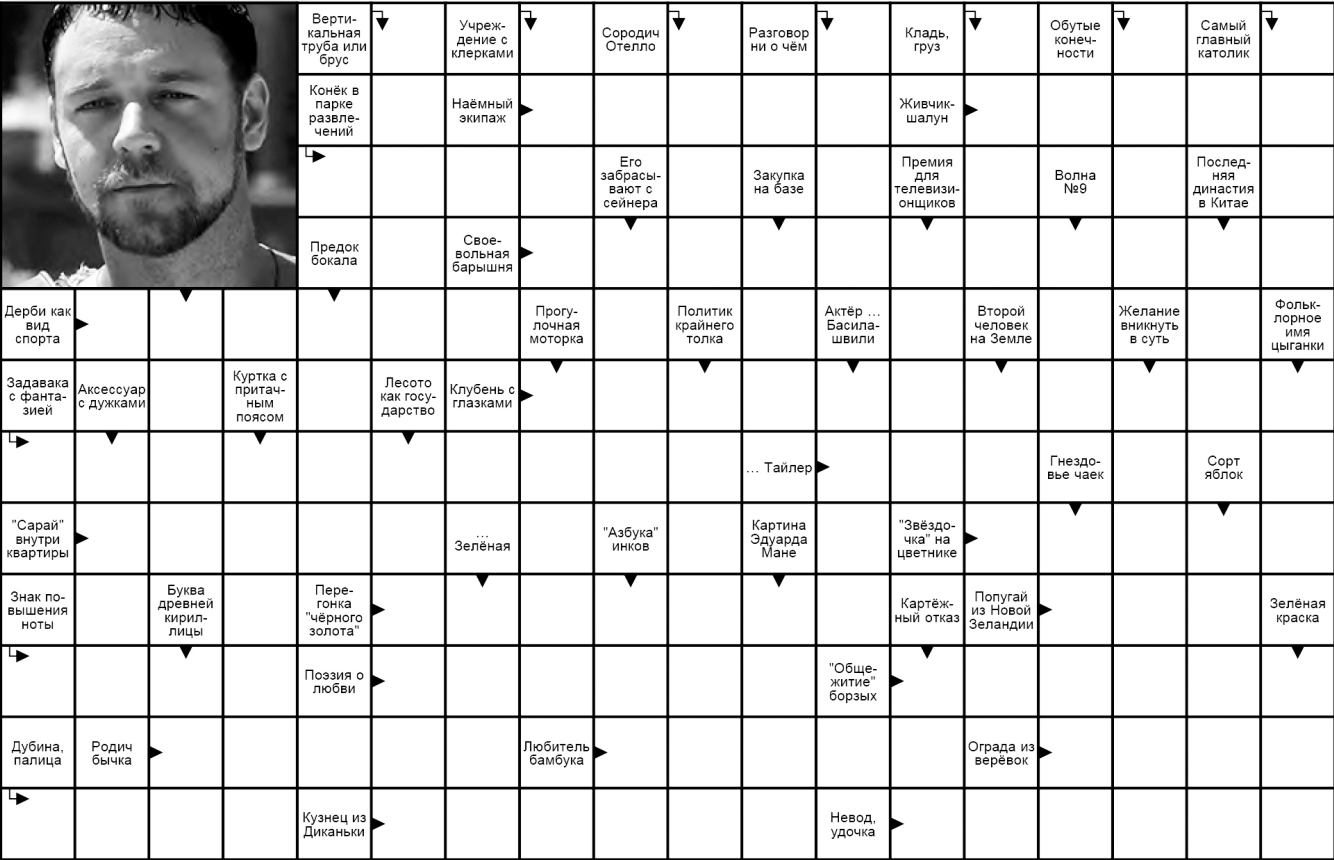 Верти-
кальная
труба или
брус
Учреж-
дение с
клерками
Сородич
Отелло
Разговор
ни о чём
Кладь,
груз
Обутые
конеч-
ности
Самый
главный
католик
Конёк в
парке
развле-
чений
Наёмный
экипаж
Живчик-
шалун
Его
забрасы-
вают с
сейнера
Закупка
на базе
Премия
для
телевизи-
онщиков
Волна
№9
Послед-
няя
династия
в Китае
Предок
бокала
Свое-
вольная
барышня
Дерби как
вид
спорта
Прогу-
лочная
моторка
Политик
крайнего
толка
Актёр ...
Басила-
швили
Второй
человек
на Земле
Желание
вникнуть
в суть
Фольк-
лорное
имя
цыганки
Задавака
с фанта-
зией
Аксессуар
с дужками
Куртка с
притач-
ным
поясом
Лесото
как госу-
дарство
Клубень с
глазками
... Тайлер
Гнездо-
вье чаек
Сорт
яблок
"Сарай"
внутри
квартиры
...
Зелёная
"Азбука"
инков
Картина
Эдуарда
Мане
"Звёздо-
чка" на
цветнике
Знак по-
вышения
ноты
Буква
древней
кирил-
лицы
Пере-
гонка
"чёрного
золота"
Картёж-
ный отказ
Попугай
из Новой
Зеландии
Зелёная
краска
Поэзия о
любви
"Обще-
житие"
борзых
Дубина,
палица
Родич
бычка
Любитель
бамбука
Ограда из
верёвок
Кузнец из
Диканьки
Невод,
удочка